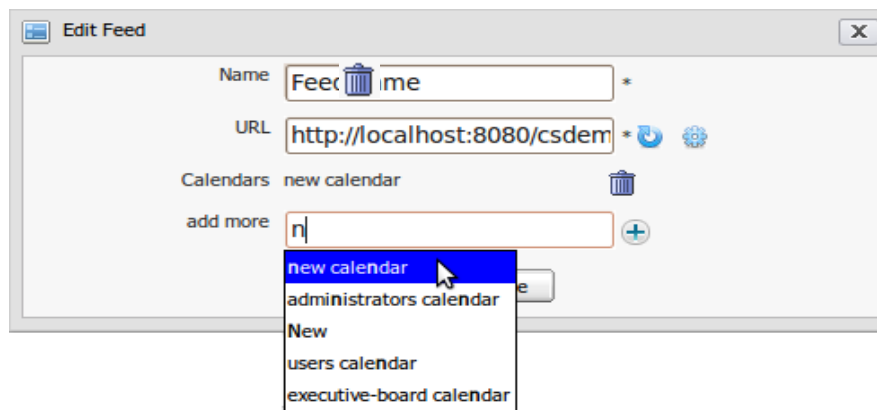 Edit Feed
Name Feed me *
URL http://localhost:8080/csdem *
Calendars new calendar
add more n
new calendar
administrators calendar
New
users calendar
executive-board calendar